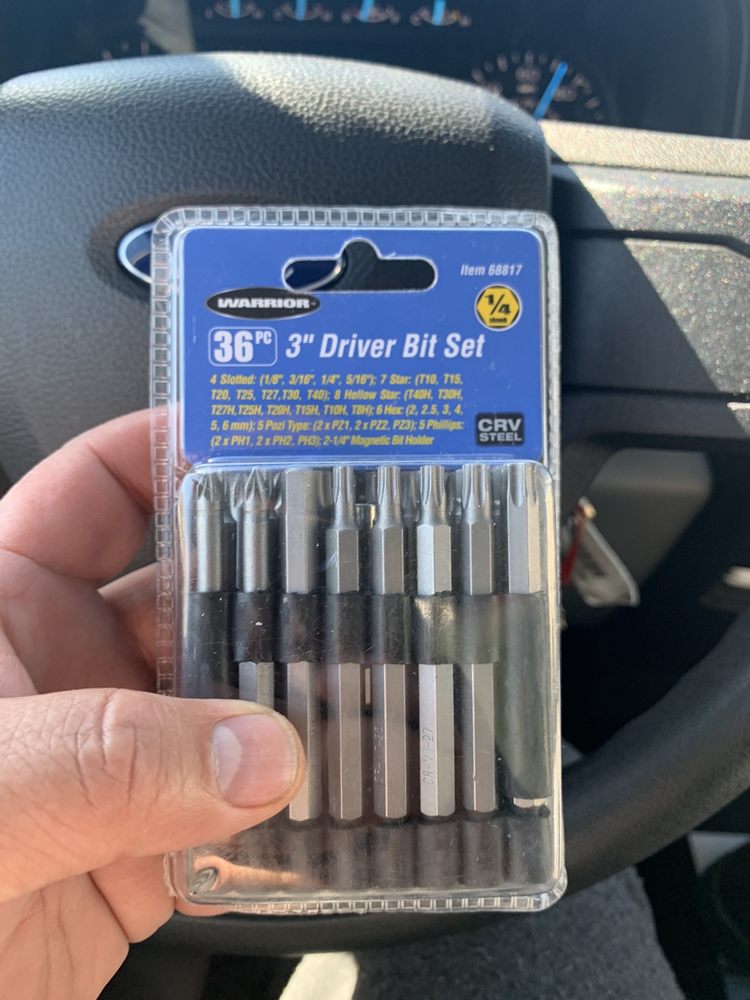 Item 68817
WARRIOR
1/4
shank
36 PC 3" Driver Bit Set
4 Slotted: (1/8", 3/16", 1/4", 5/16"); 7 Star: (T10, T15,
T20, T25, T27,T30, T40); 8 Hollow Star: (T40H, T30H,
T27H,T25H, T20H, T15H, T10H, T8H); 6 Hex: (2, 2.5, 3, 4,
5, 6 mm); 5 Pozi Type: (2 x PZ1, 2 x PZ2, PZ3); 5 Phillips:
(2 x PH1, 2 x PH2, PH3); 2-1/4" Magnetic Bit Holder
CRV
STEEL
CR-V T-27